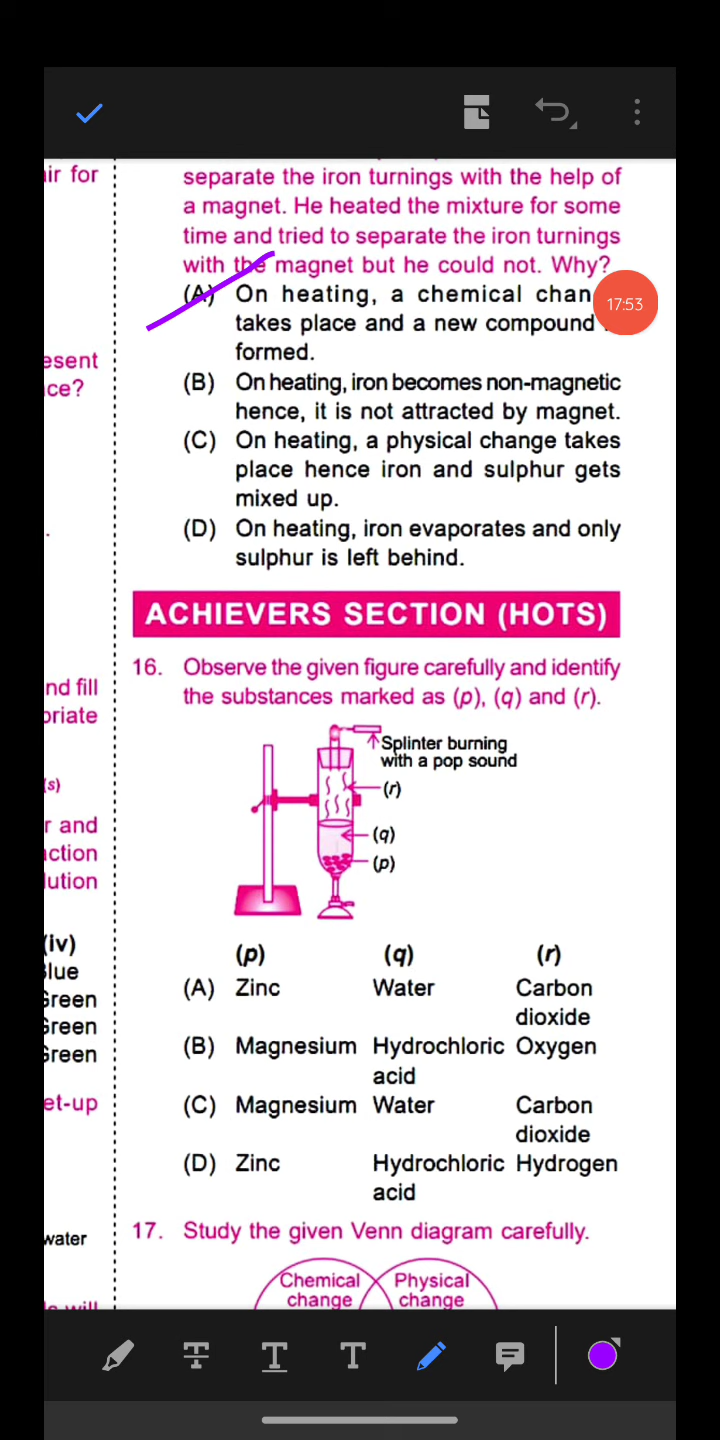 air for
separate the iron turnings with the help of
a magnet. He heated the mixture for some
time and tried to separate the iron turnings
with the magnet but he could not. Why?
(A) On heating, a chemical chan
takes place and a new compound
formed.
17:53
esent
ce?
(B) On heating, iron becomes non-magnetic
hence, it is not attracted by magnet.
(C) On heating, a physical change takes
place hence iron and sulphur gets
mixed up.
(D) On heating, iron evaporates and only
sulphur is left behind.
ACHIEVERS SECTION (HOTS)
nd fill
priate
(s)
r and
ction
lution
(iv)
Blue
Green
Green
Green
et-up
water
16. Observe the given figure carefully and identify
the substances marked as (p), (q) and (r).
Splinter burning
with a pop sound
(r)
(q)
(p)
(p) (q) (r)
(A) Zinc Water Carbon
dioxide
(B) Magnesium Hydrochloric Oxygen
acid
(C) Magnesium Water Carbon
dioxide
(D) Zinc Hydrochloric Hydrogen
acid
17. Study the given Venn diagram carefully.
Chemical Physical
change change
T T T